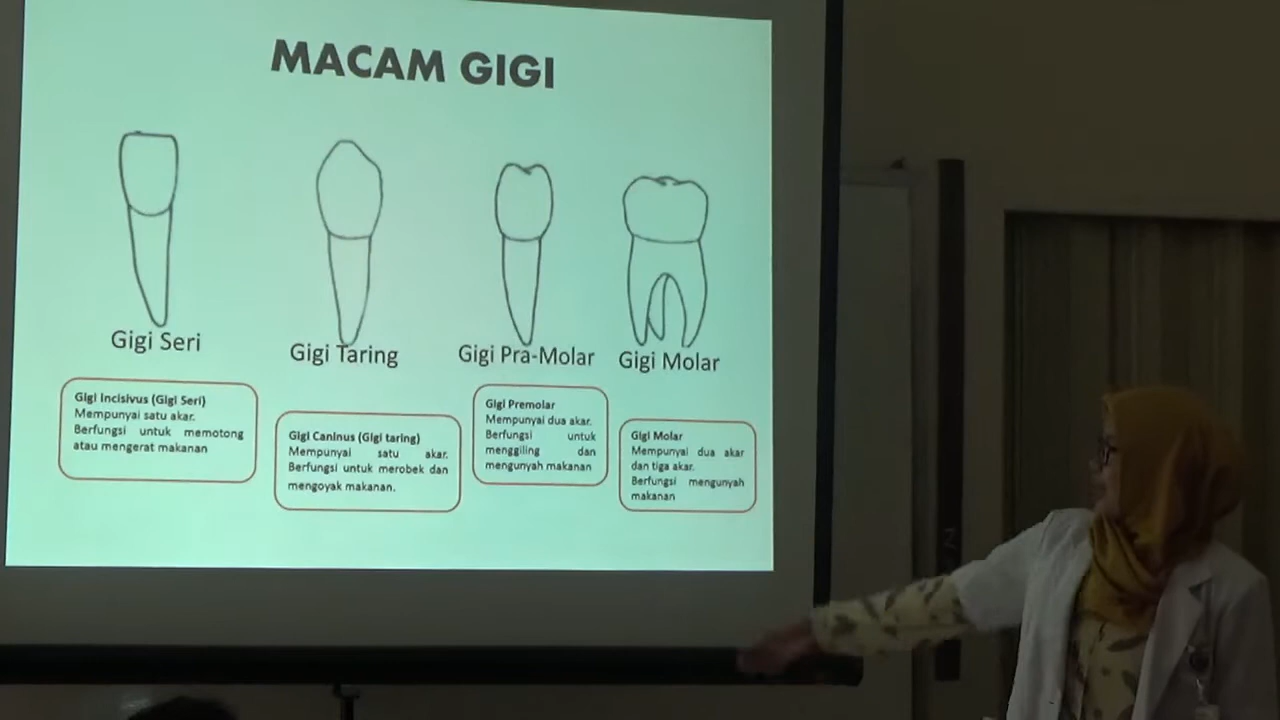 MACAM GIGI
Gigi Seri
Gigi Taring
Gigi Pra-Molar
Gigi Molar
Gigi Incisivus (Gigi Seri)
Mempunyai satu akar.
Berfungsi untuk memotong
atau mengerat makanan
Gigi Caninus (Gigi taring)
Mempunyai satu akar.
Berfungsi untuk merobek dan
mengoyak makanan.
Gigi Premolar
Mempunyai dua akar.
Berfungsi untuk
menggiling dan
mengunyah makanan
Gigi Molar
Mempunyai dua akar
dan tiga akar.
Berfungsi mengunyah
makanan